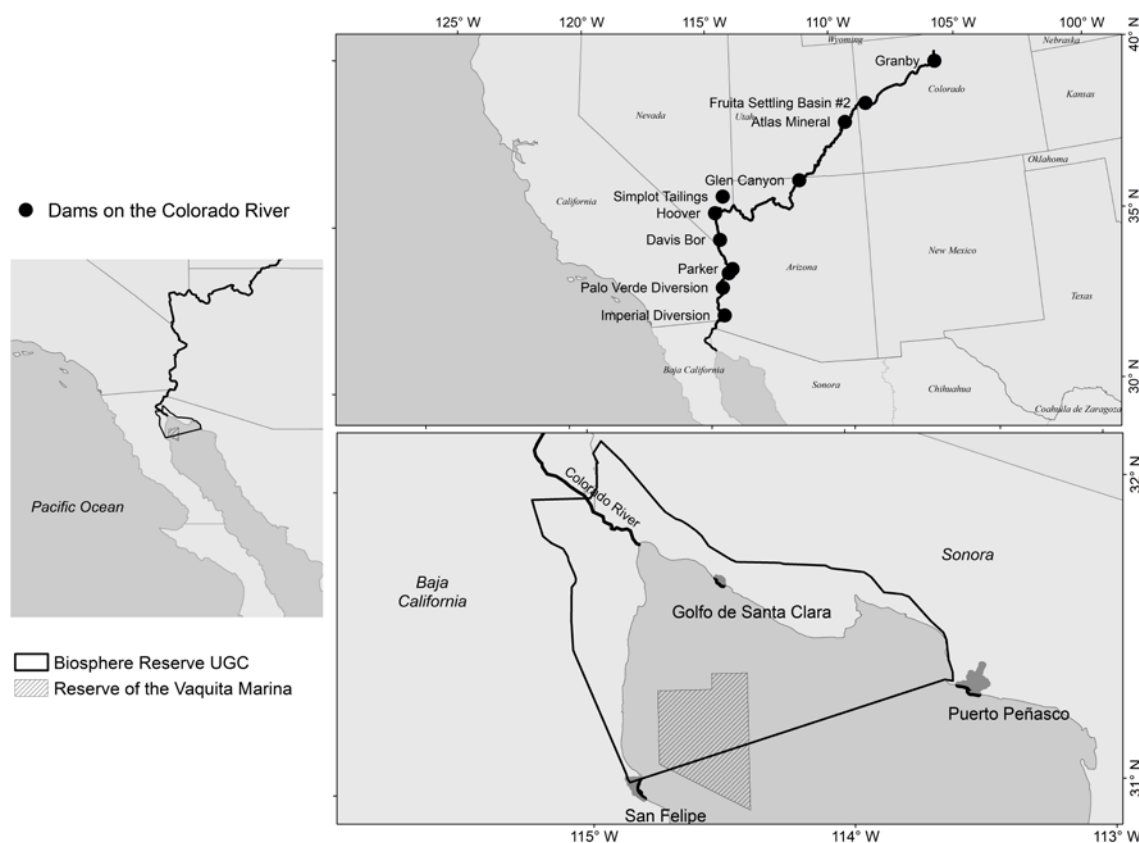 125° W
120° W
115° W
110° W
105° W
100° W
40° N
35° N
30° N
Wyoming
Nebraska
Granby
Colorado
Kansas
Fruita Settling Basin #2
Nevada
Utah
Atlas Mineral
Oklahoma
Glen Canyon
Simplot Tailings
California
Hoover
Davis Bor
New Mexico
Parker
Arizona
Texas
Palo Verde Diversion
Imperial Diversion
Baja California
Sonora
Chihuahua
Coahuila de Zaragoza
Dams on the Colorado River
Pacific Ocean
Biosphere Reserve UGC
Reserve of the Vaquita Marina
32° N
Colorado River
Sonora
Baja
California
Golfo de Santa Clara
Puerto Peñasco
31° N
San Felipe
115° W
114° W
113° W